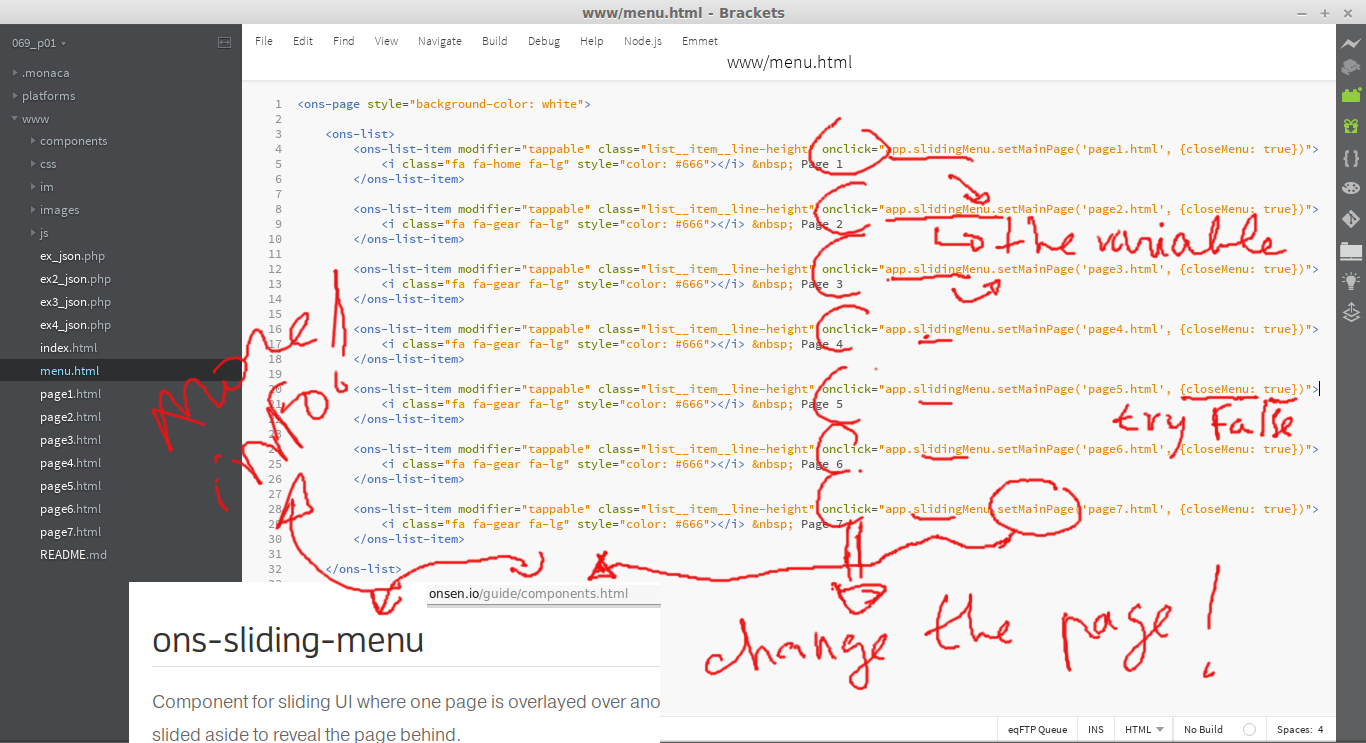 www/menu.html - Brackets
069_p01
File Edit Find View Navigate Build Debug Help Node.js Emmet
www/menu.html
.monaca
platforms
www
components
css
im
images
js
ex_json.php
ex2_json.php
ex3_json.php
ex4_json.php
index.html
menu.html
page1.html
page2.html
page3.html
page4.html
page5.html
page6.html
page7.html
README.md
1 <ons-page style="background-color: white">
2
3 <ons-list>
4 <ons-list-item modifier="tappable" class="list__item__line-height" onclick="app.slidingMenu.setMainPage('page1.html', {closeMenu: true})">
5 <i class="fa fa-home fa-lg" style="color: #666"></i> &nbsp; Page 1
6 </ons-list-item>
7
8 <ons-list-item modifier="tappable" class="list__item__line-height" onclick="app.slidingMenu.setMainPage('page2.html', {closeMenu: true})">
9 <i class="fa fa-gear fa-lg" style="color: #666"></i> &nbsp; Page 2
10 </ons-list-item>
the variable
11
12 <ons-list-item modifier="tappable" class="list__item__line-height" onclick="app.slidingMenu.setMainPage('page3.html', {closeMenu: true})">
13 <i class="fa fa-gear fa-lg" style="color: #666"></i> &nbsp; Page 3
14 </ons-list-item>
15
16 <ons-list-item modifier="tappable" class="list__item__line-height" onclick="app.slidingMenu.setMainPage('page4.html', {closeMenu: true})">
17 <i class="fa fa-gear fa-lg" style="color: #666"></i> &nbsp; Page 4
18 </ons-list-item>
19
20 <ons-list-item modifier="tappable" class="list__item__line-height" onclick="app.slidingMenu.setMainPage('page5.html', {closeMenu: true})">
21 <i class="fa fa-gear fa-lg" style="color: #666"></i> &nbsp; Page 5
22 </ons-list-item>
try False
23
24 <ons-list-item modifier="tappable" class="list__item__line-height" onclick="app.slidingMenu.setMainPage('page6.html', {closeMenu: true})">
25 <i class="fa fa-gear fa-lg" style="color: #666"></i> &nbsp; Page 6
26 </ons-list-item>
27
28 <ons-list-item modifier="tappable" class="list__item__line-height" onclick="app.slidingMenu.setMainPage('page7.html', {closeMenu: true})">
29 <i class="fa fa-gear fa-lg" style="color: #666"></i> &nbsp; Page 7
30 </ons-list-item>
31
32 </ons-list>
More
info!
change the page!
onsen.io/guide/components.html
ons-sliding-menu
Component for sliding UI where one page is overlayed over ano
slided aside to reveal the page behind.
eqFTP Queue INS HTML No Build Spaces: 4